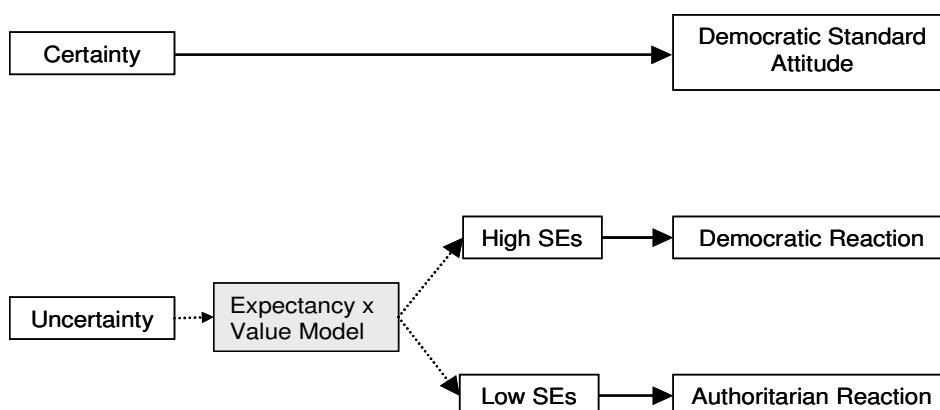 Certainty
Democratic Standard
Attitude
High SEs
Democratic Reaction
Uncertainty
Expectancy x
Value Model
Low SEs
Authoritarian Reaction